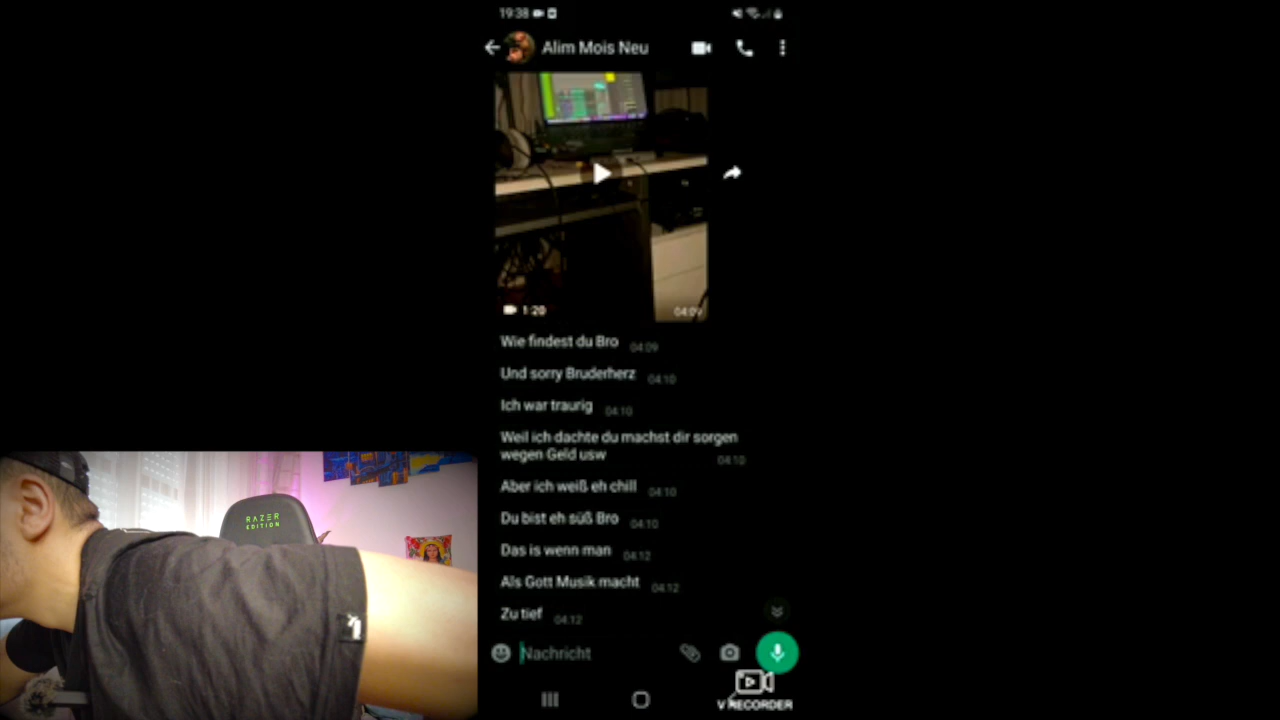 19:38
Alim Mois Neu
1:20
04:09
Wie findest du Bro 04:09
Und sorry Bruderherz 04:10
Ich war traurig 04:10
Weil ich dachte du machst dir sorgen
wegen Geld usw 04:10
Aber ich weiß eh chill 04:10
Du bist eh süß Bro 04:10
Das is wenn man 04:12
Als Gott Musik macht 04:12
Zu tief 04:12
Nachricht
V RECORDER
RAZER
EDITION